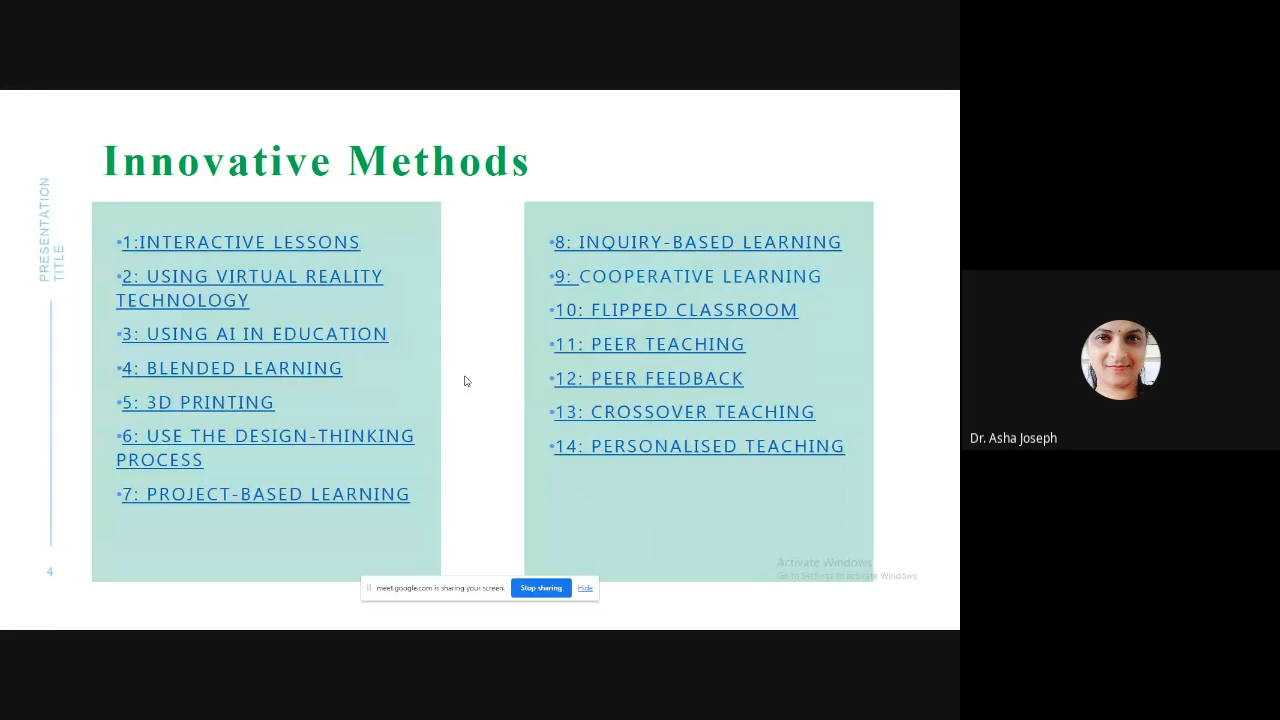 Innovative Methods
PRESENTATION
TITLE
•1:INTERACTIVE LESSONS
•2: USING VIRTUAL REALITY
TECHNOLOGY
•3: USING AI IN EDUCATION
•4: BLENDED LEARNING
•5: 3D PRINTING
•6: USE THE DESIGN-THINKING
PROCESS
•7: PROJECT-BASED LEARNING
•8: INQUIRY-BASED LEARNING
•9: COOPERATIVE LEARNING
•10: FLIPPED CLASSROOM
•11: PEER TEACHING
•12: PEER FEEDBACK
•13: CROSSOVER TEACHING
•14: PERSONALISED TEACHING
4
Activate Windows
Go to Settings to activate Windows.
meet.google.com is sharing your screen. Stop sharing Hide
Dr. Asha Joseph